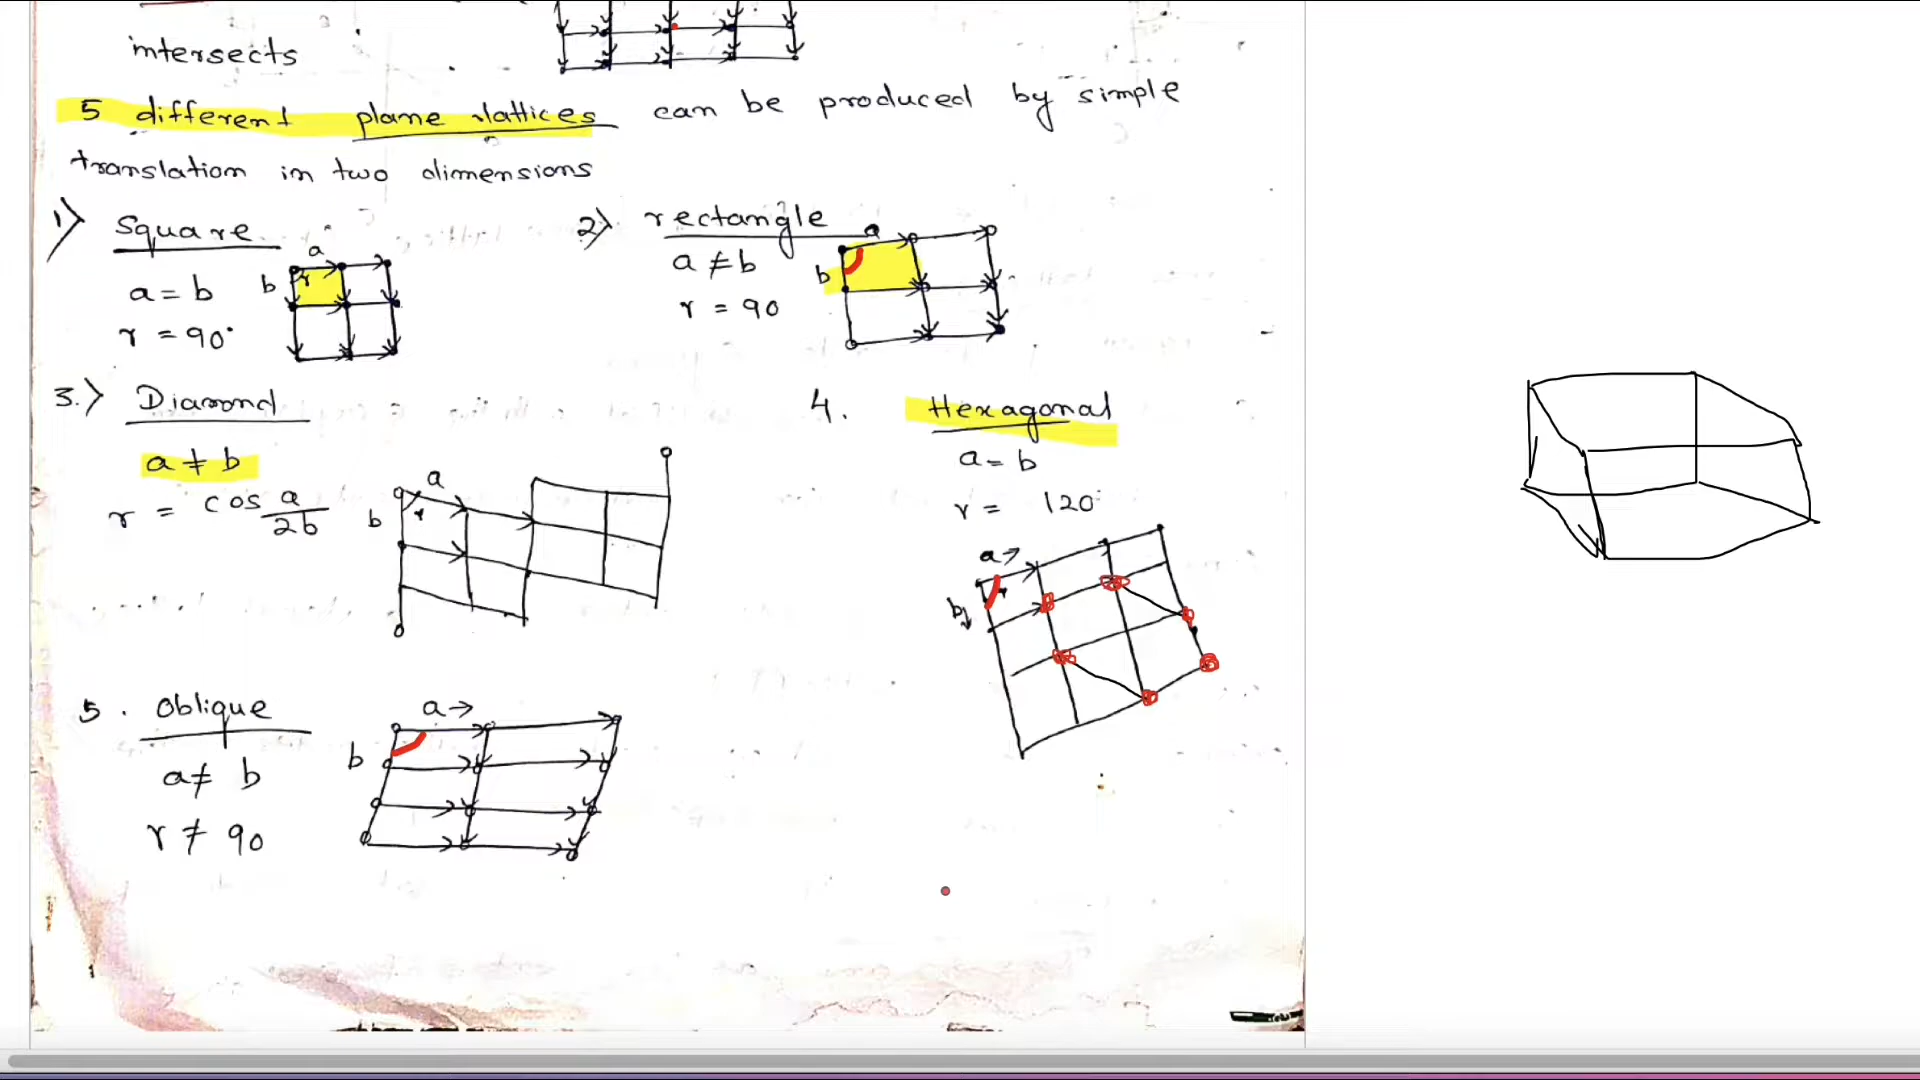 intersects
5 different plane lattices can be produced by simple
translation in two dimensions
1) Square
a = b
r = 90°
a
b
r
2) rectangle
a ≠ b
r = 90
a
b
3.) Diamond
a ≠ b
r = cos a/2b
a
b
r
4. Hexagonal
a = b
r = 120°
a →
b↓
r
5. Oblique
a ≠ b
r ≠ 90
a →
b